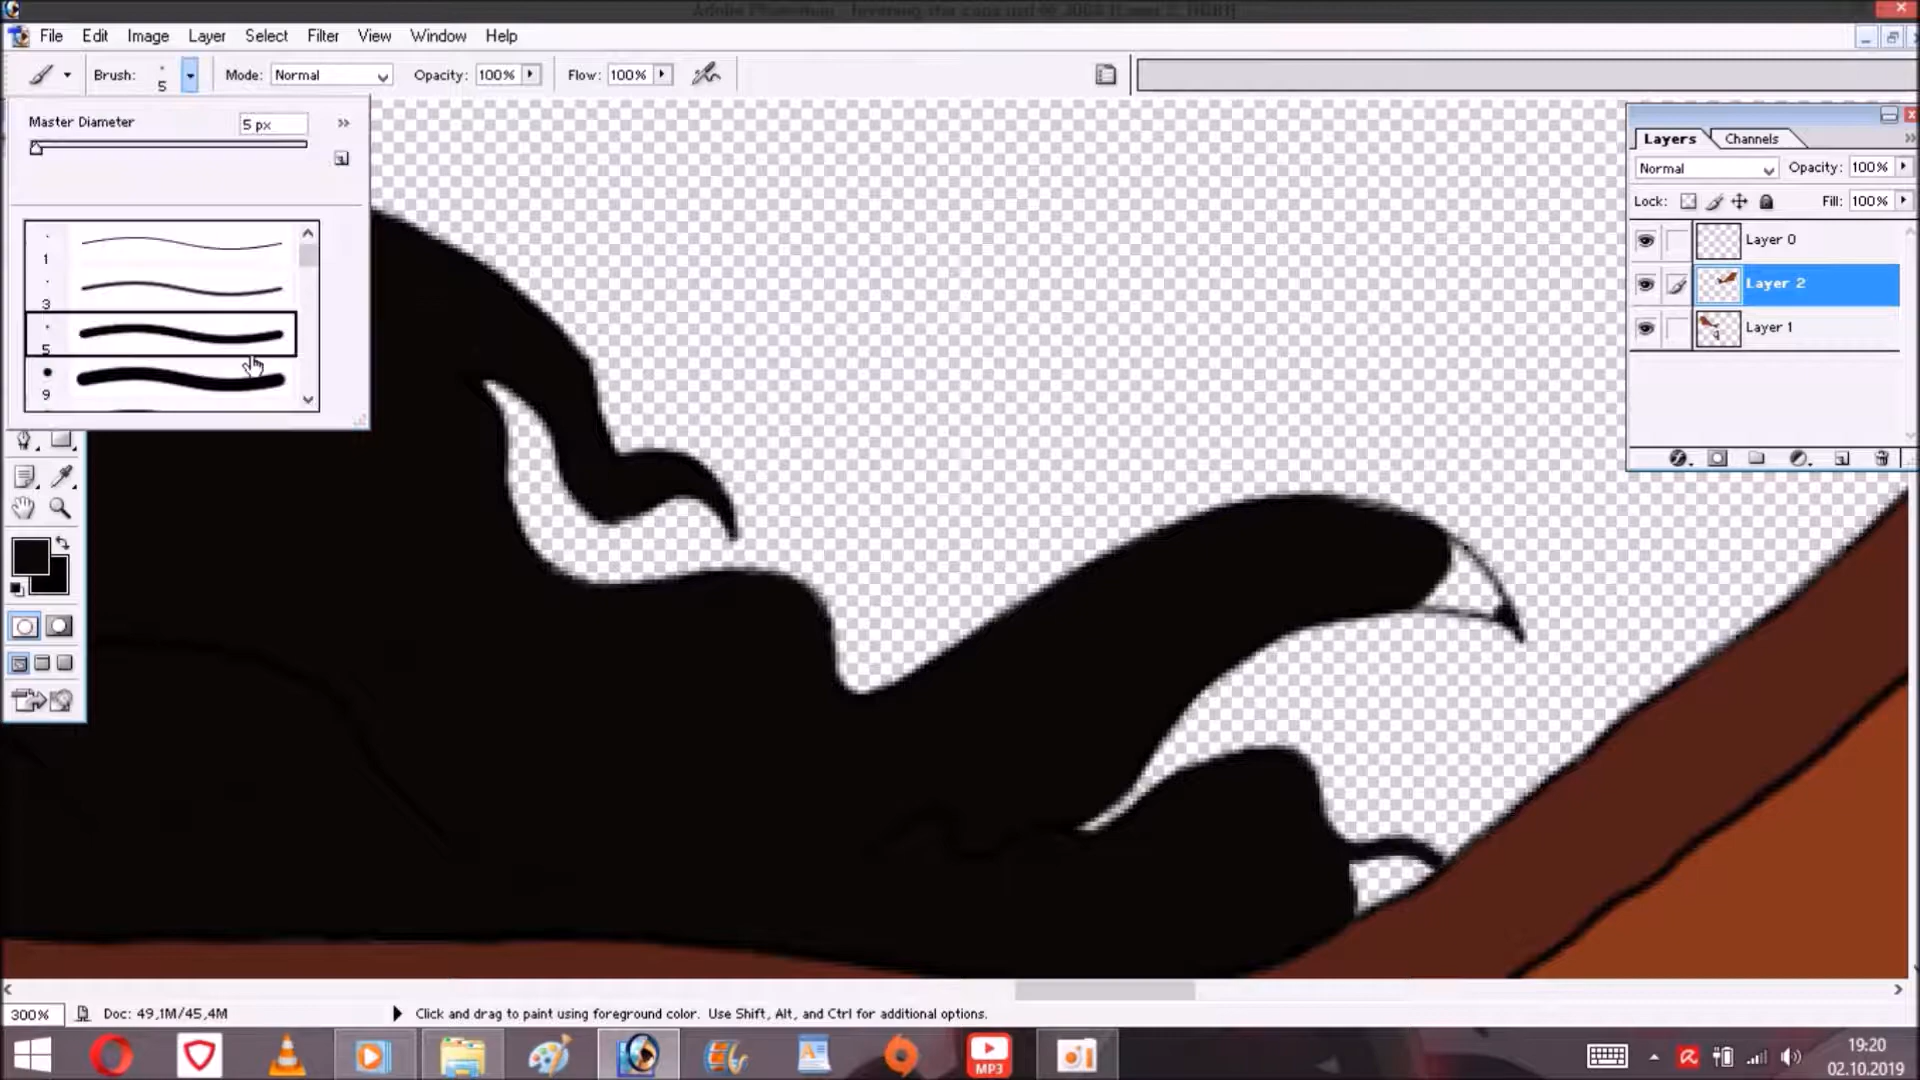 File Edit Image Layer Select Filter View Window Help
Brush: 5 Mode: Normal Opacity: 100% Flow: 100%
Master Diameter 5 px
1
3
5
9
Layers Channels
Normal Opacity: 100%
Lock: Fill: 100%
Layer 0
Layer 2
Layer 1
300% Doc: 49,1M/45,4M Click and drag to paint using foreground color. Use Shift, Alt, and Ctrl for additional options.
MP3
19:20
02.10.2019